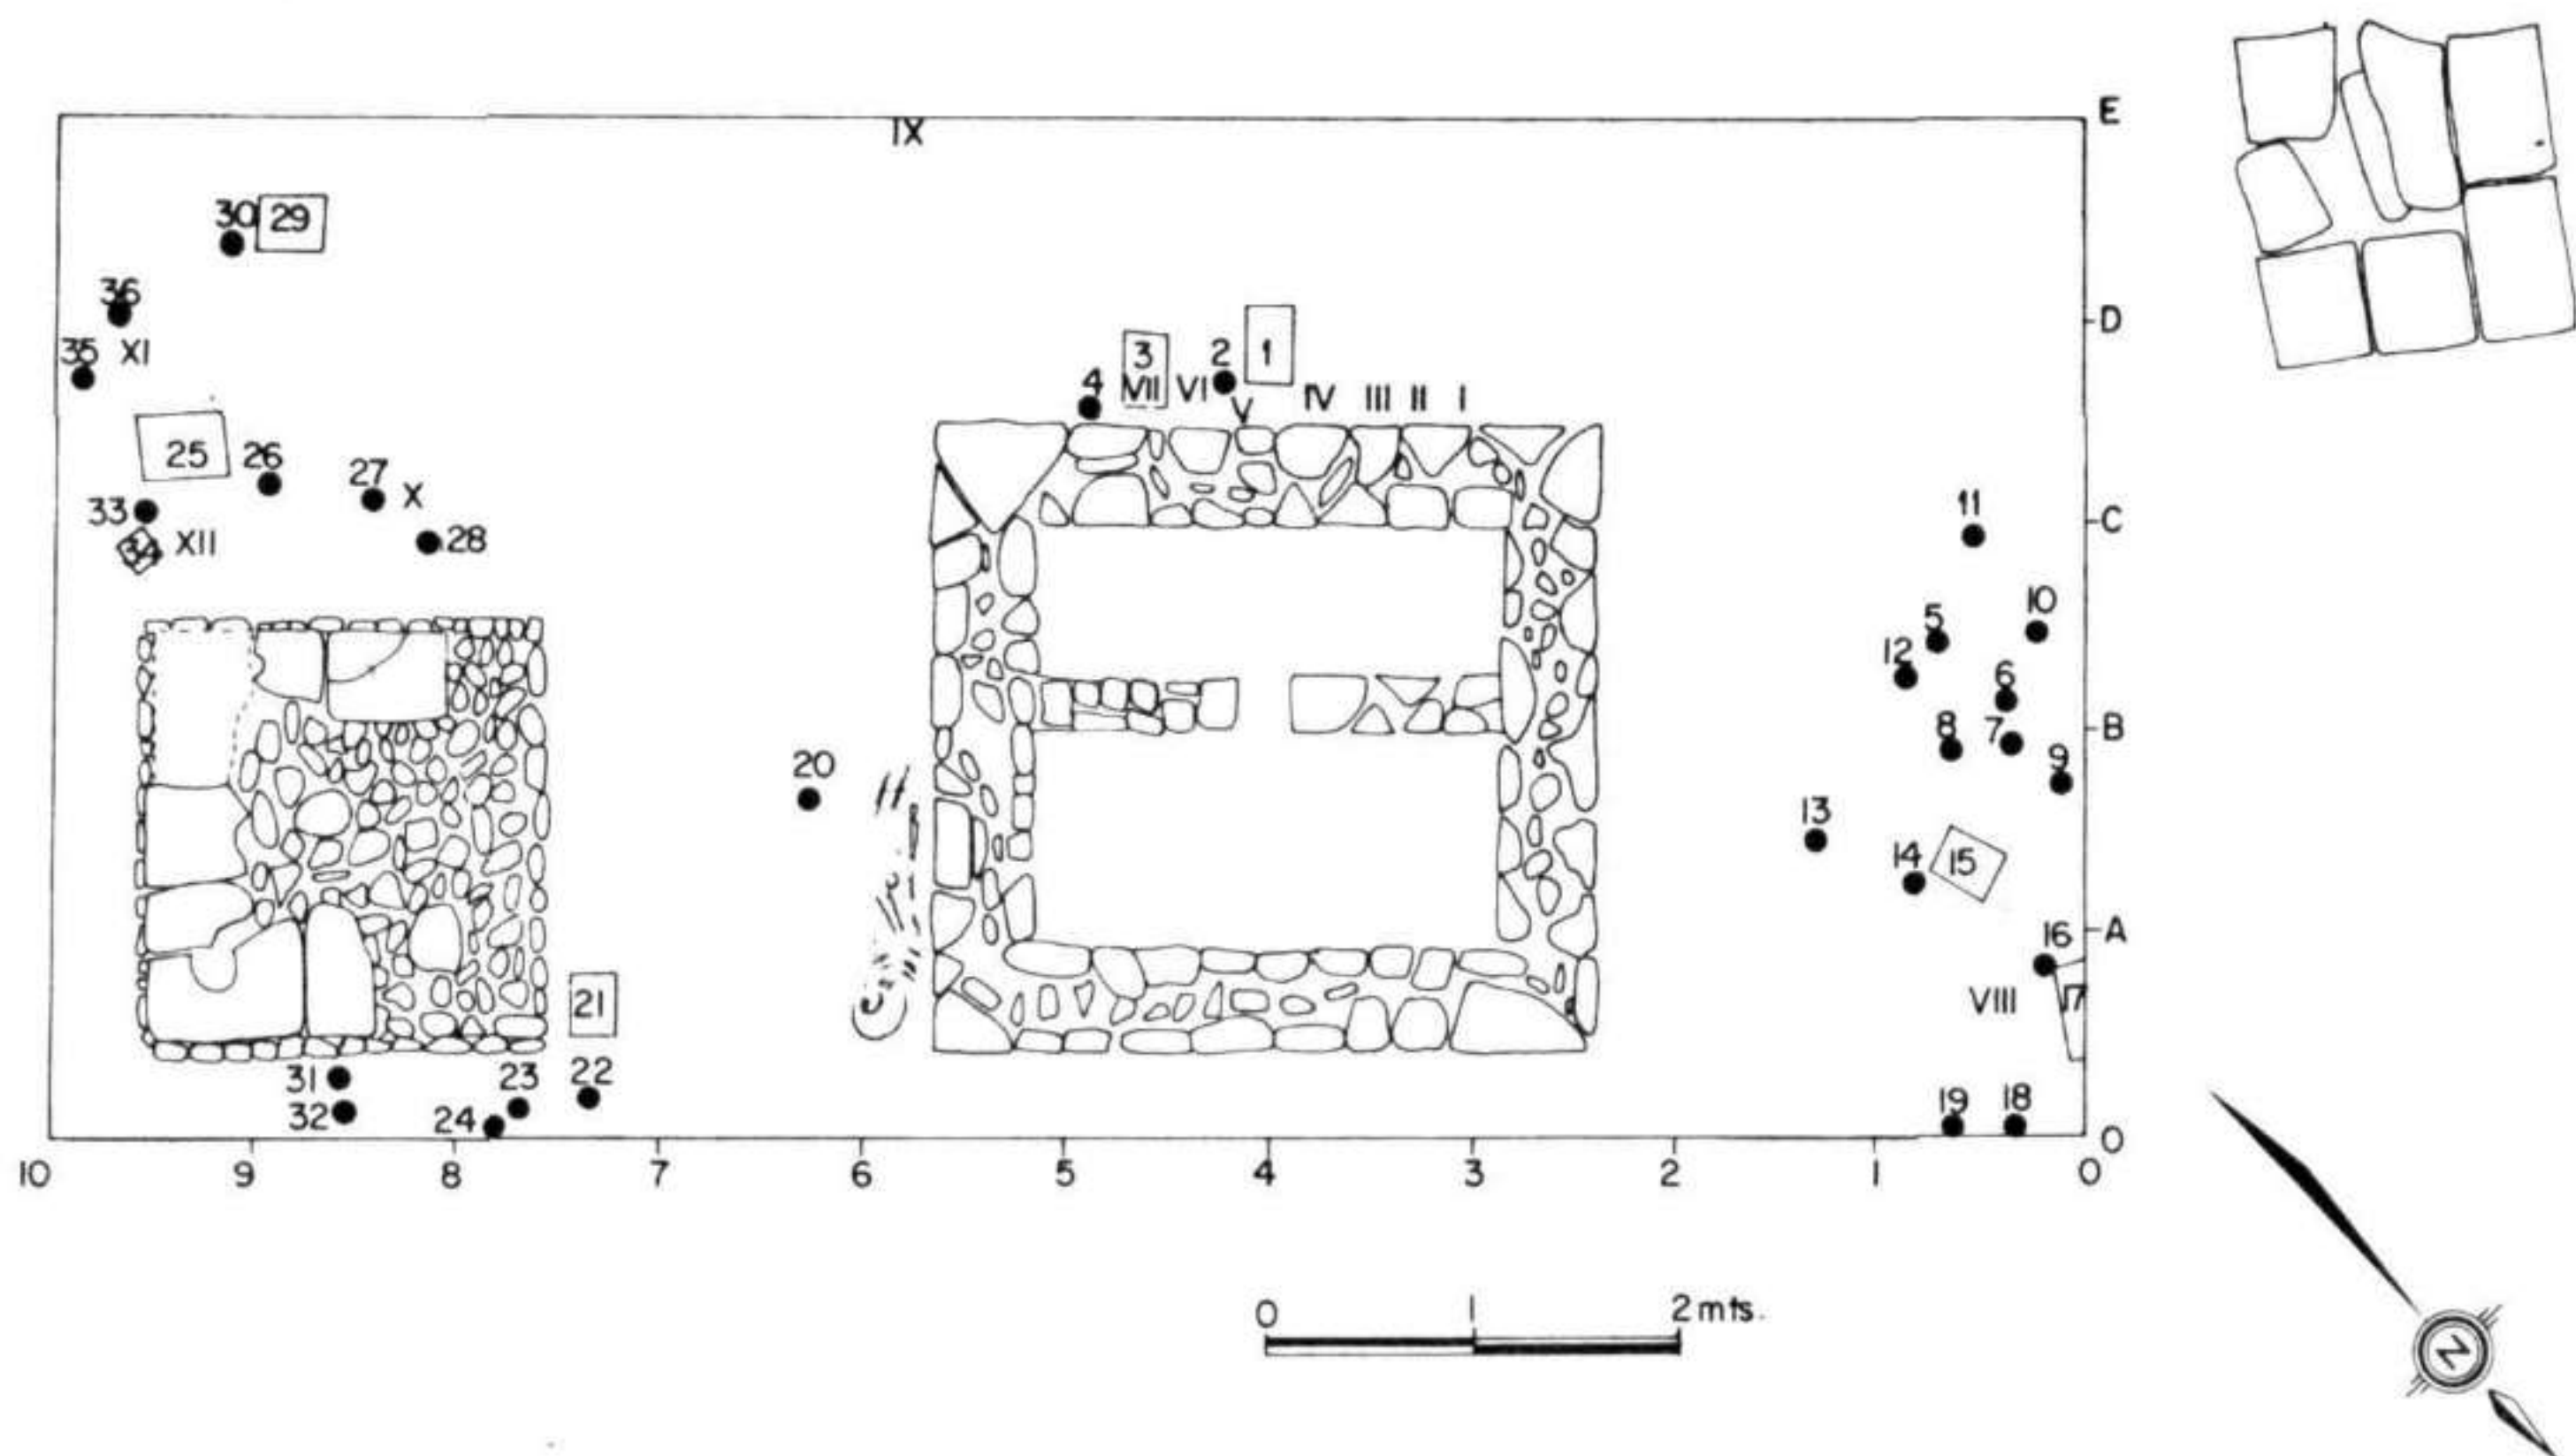 E
IX
30 29
36
D
35 XI
3 2 1
4 VII VI V IV III II I
25 26 27 X
33
34 XII 28
11
C
10
5
12 6
8 7 B
20 9
13
14 15
A
16
21 VIII 17
31 23 22
32 24 19 18
O
10 9 8 7 6 5 4 3 2 1 0
0 1 2 mts.
N